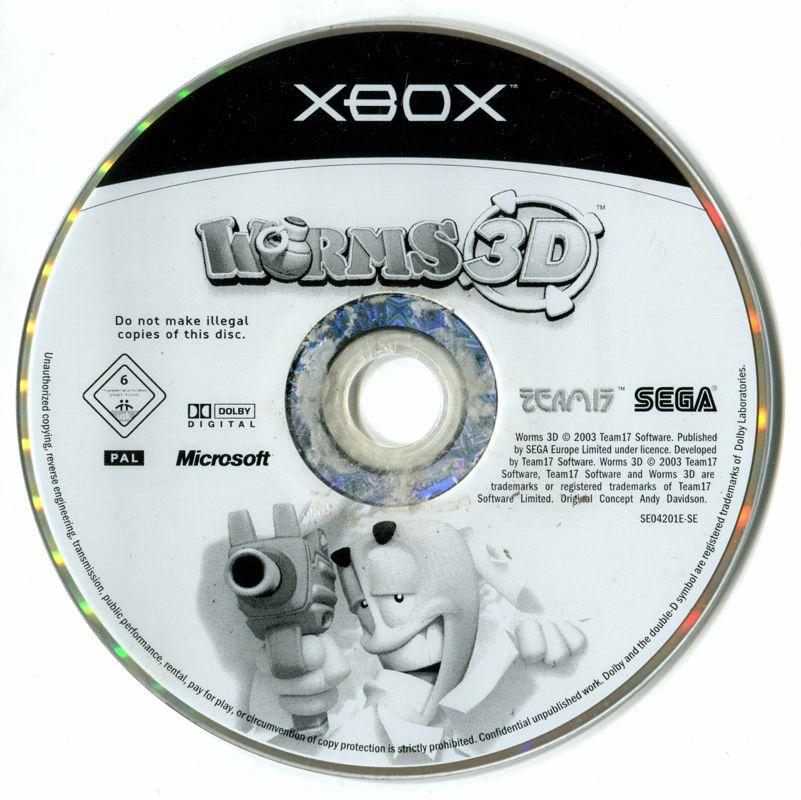 XBOX™
WORMS 3D™
Do not make illegal
copies of this disc.
6
DOLBY
DIGITAL
PAL
Microsoft
TEAM17™
SEGA®
Worms 3D © 2003 Team17 Software. Published
by SEGA Europe Limited under licence. Developed
by Team17 Software. Worms 3D © 2003 Team17
Software, Team17 Software and Worms 3D are
trademarks or registered trademarks of Team17
Software Limited. Original Concept Andy Davidson.
SE04201E-SE
Unauthorized copying, reverse engineering, transmission, public performance, rental, pay for play, or circumvention of copy protection is strictly prohibited. Confidential unpublished work. Dolby and the double-D symbol are registered trademarks of Dolby Laboratories.